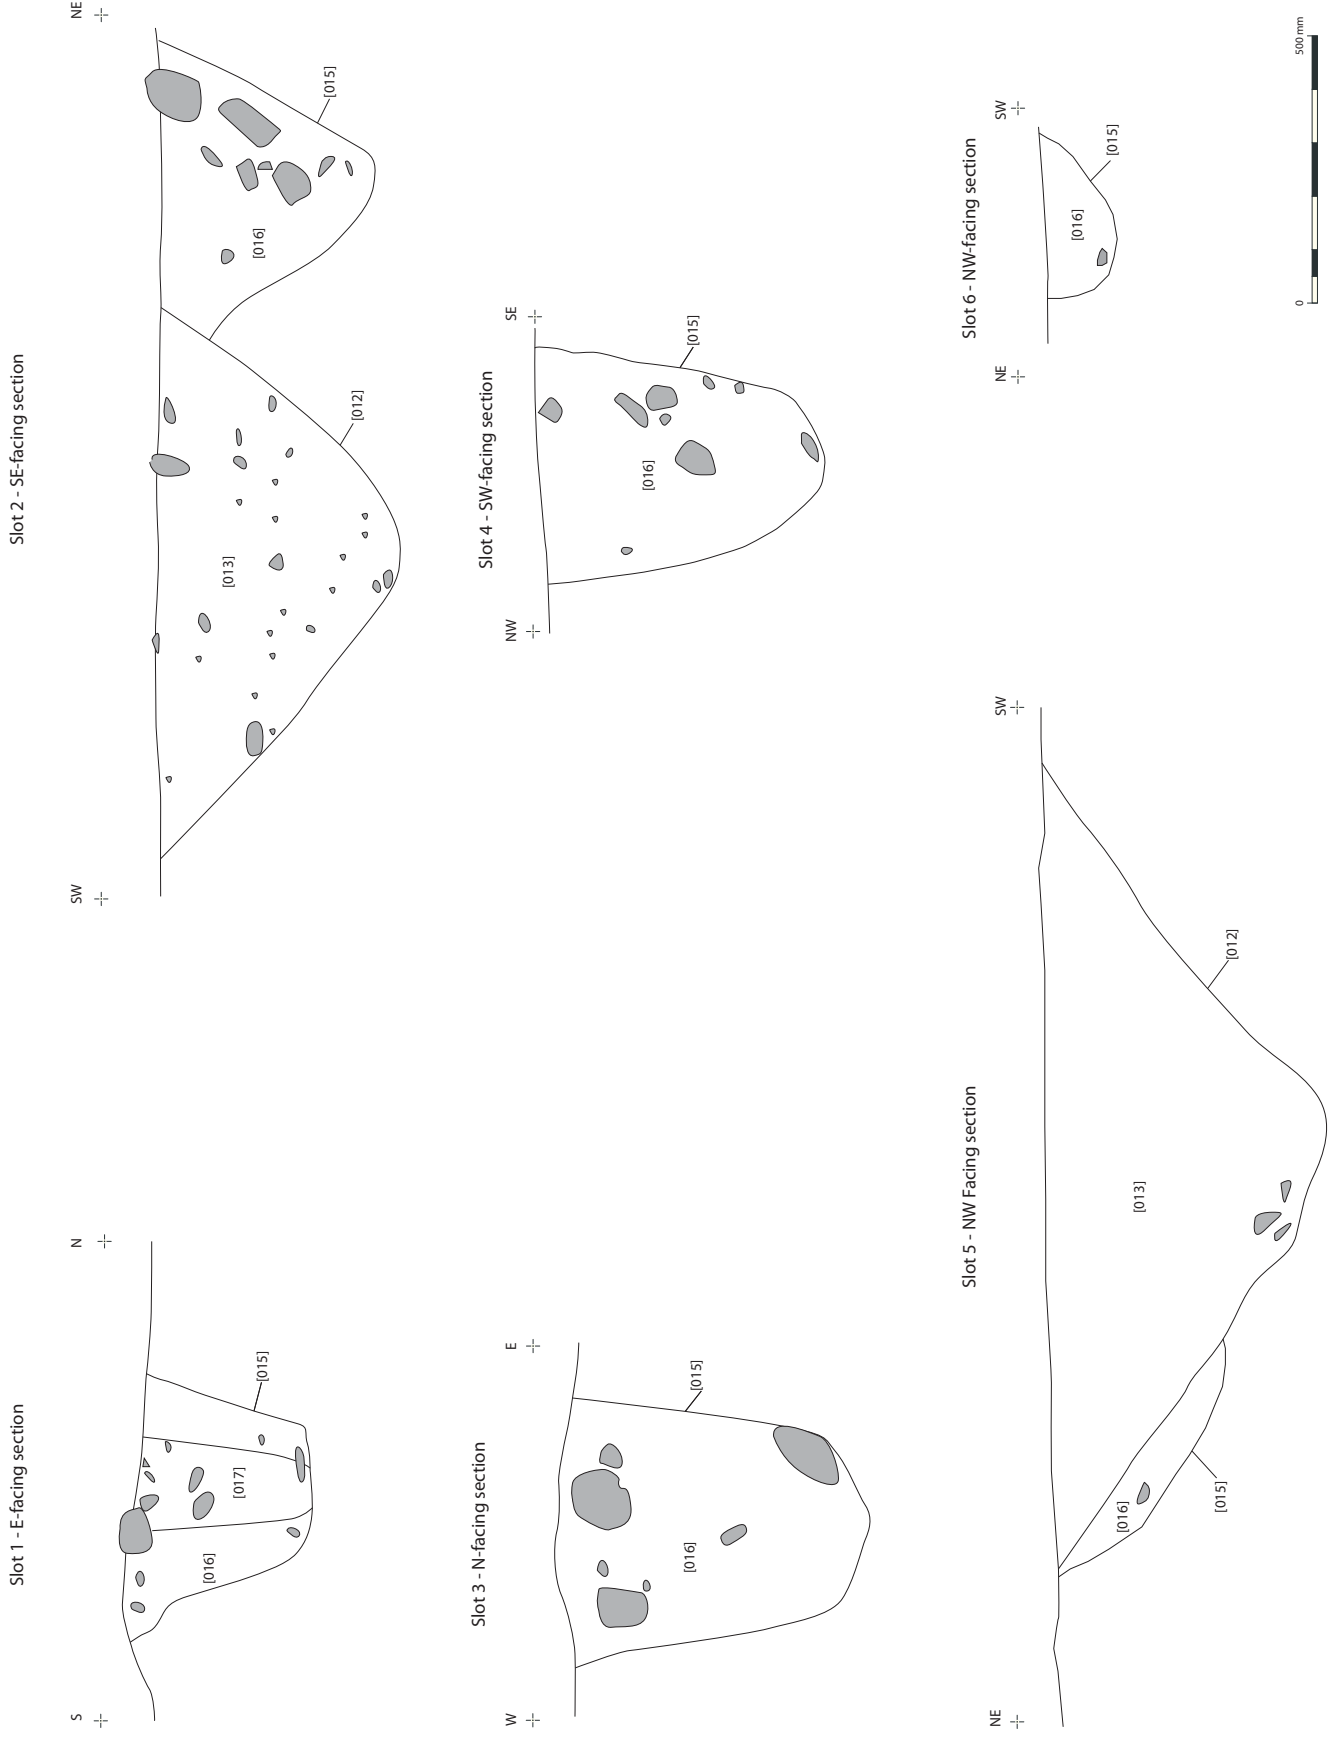 Slot 1 - E-facing section
S
N
[015]
[017]
[016]
Slot 2 - SE-facing section
SW
NE
[015]
[016]
[012]
[013]
Slot 3 - N-facing section
W
E
[015]
[016]
Slot 4 - SW-facing section
NW
SE
[015]
[016]
Slot 5 - NW Facing section
NE
SW
[012]
[013]
[016]
[015]
Slot 6 - NW-facing section
NE
SW
[015]
[016]
0
500 mm